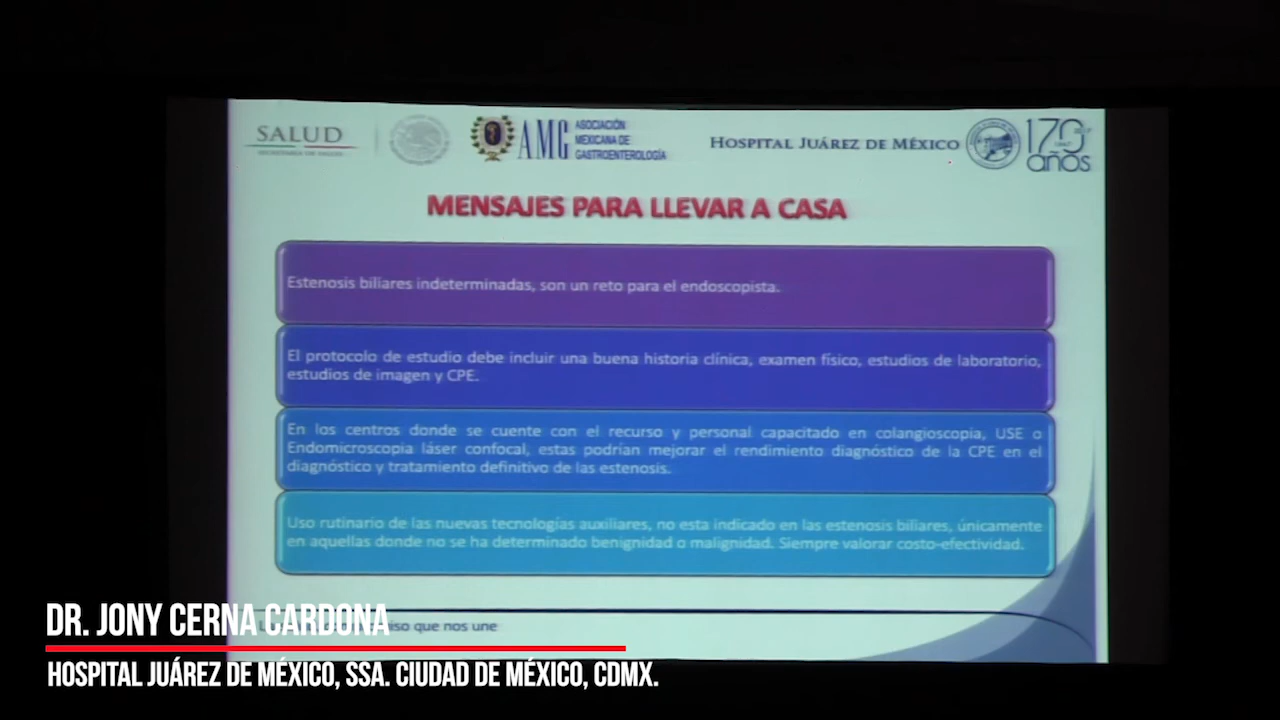 SALUD
SECRETARÍA DE SALUD
AMG
ASOCIACIÓN
MEXICANA DE
GASTROENTEROLOGÍA
HOSPITAL JUÁREZ DE MÉXICO
170
años
MENSAJES PARA LLEVAR A CASA
Estenosis biliares indeterminadas, son un reto para el endoscopista.
El protocolo de estudio debe incluir una buena historia clínica, examen físico, estudios de laboratorio,
estudios de imagen y CPE.
En los centros donde se cuente con el recurso y personal capacitado en colangioscopia, USE o
Endomicroscopia láser confocal, estas podrían mejorar el rendimiento diagnóstico de la CPE en el
diagnóstico y tratamiento definitivo de las estenosis.
Uso rutinario de las nuevas tecnologías auxiliares, no esta indicado en las estenosis biliares, únicamente
en aquellas donde no se ha determinado benignidad o malignidad. Siempre valorar costo-efectividad.
que nos une
DR. JONY CERNA CARDONA
HOSPITAL JUÁREZ DE MÉXICO, SSA. CIUDAD DE MÉXICO, CDMX.